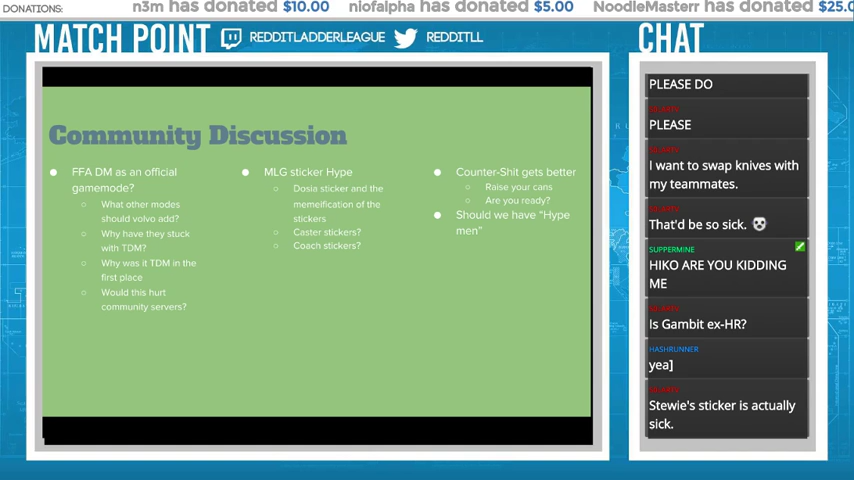 DONATIONS:
n3m has donated $10.00 niofalpha has donated $5.00 NoodleMasterr has donated $25.0
MATCH POINT
REDDITLADDERLEAGUE
REDDITLL
CHAT
Community Discussion
FFA DM as an official
gamemode?
What other modes
should volvo add?
Why have they stuck
with TDM?
Why was it TDM in the
first place
Would this hurt
community servers?
MLG sticker Hype
Dosia sticker and the
memeification of the
stickers
Caster stickers?
Coach stickers?
Counter-Shit gets better
Raise your cans
Are you ready?
Should we have "Hype
men"
PLEASE DO
PLEASE
I want to swap knives with
my teammates.
That'd be so sick.
SUPPERMINE
HIKO ARE YOU KIDDING
ME
Is Gambit ex-HR?
HASHRUNNER
yea]
Stewie's sticker is actually
sick.